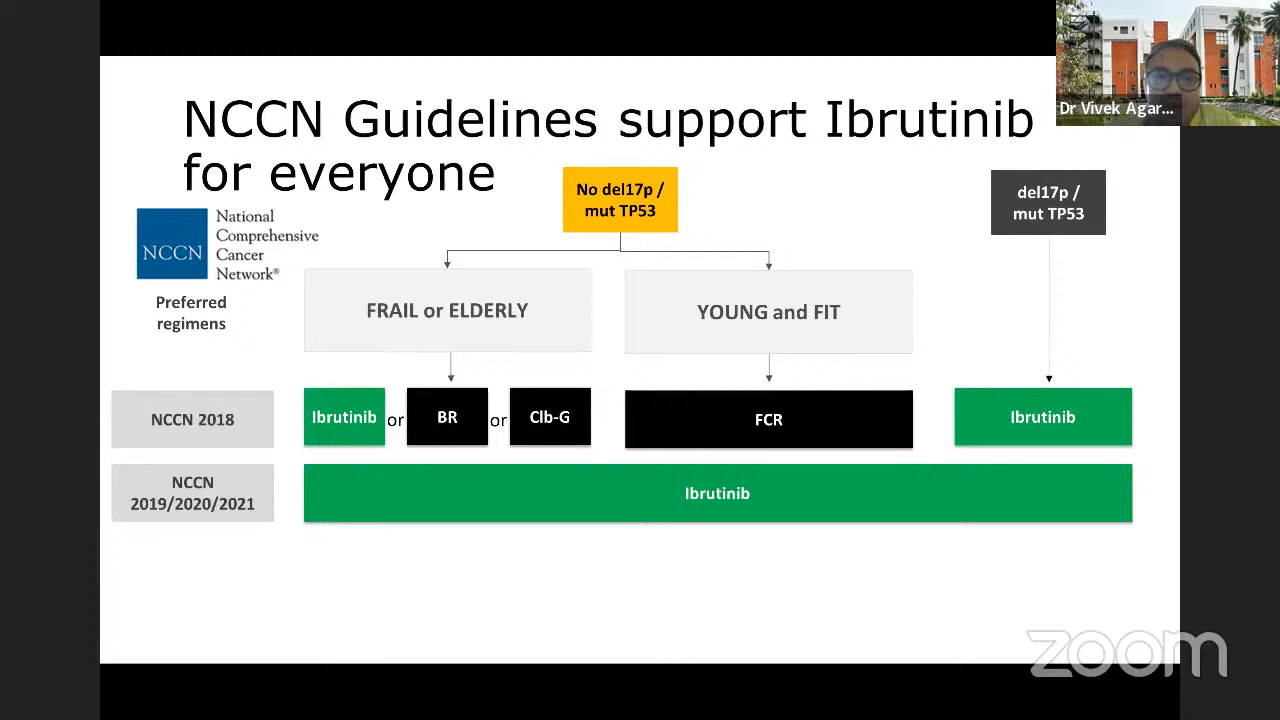 NCCN Guidelines support Ibrutinib
for everyone
Dr Vivek Agar...
No del17p /
mut TP53
del17p /
mut TP53
NCCN
National
Comprehensive
Cancer
Network®
Preferred
regimens
FRAIL or ELDERLY
YOUNG and FIT
NCCN 2018
Ibrutinib or BR or Clb-G
FCR
Ibrutinib
NCCN
2019/2020/2021
Ibrutinib
zoom